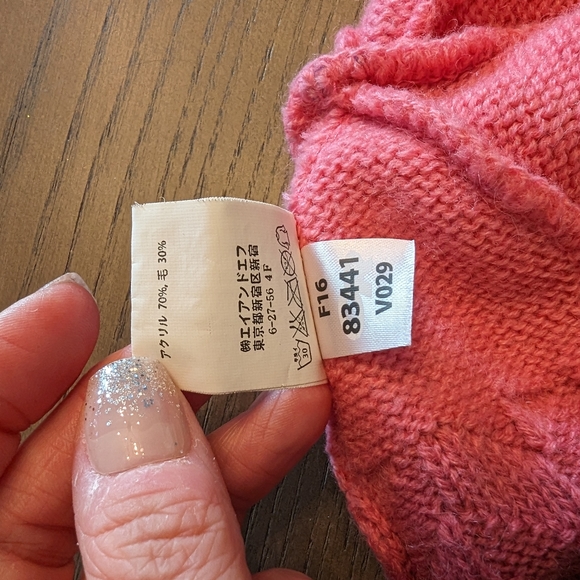 アクリル 70%, 毛 30%
㈱エイアンドエフ
東京都新宿区新宿
6-27-56 4F
30
F16
83441
V029